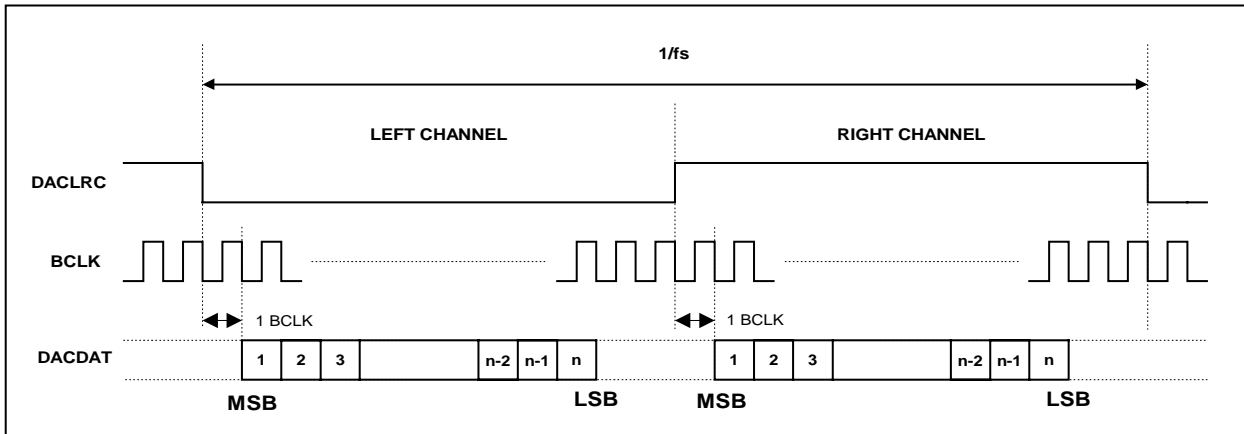 1/fs
LEFT CHANNEL RIGHT CHANNEL
DACLRC
BCLK
1 BCLK 1 BCLK
DACDAT 1 2 3 n-2 n-1 n 1 2 3 n-2 n-1 n
MSB LSB MSB LSB